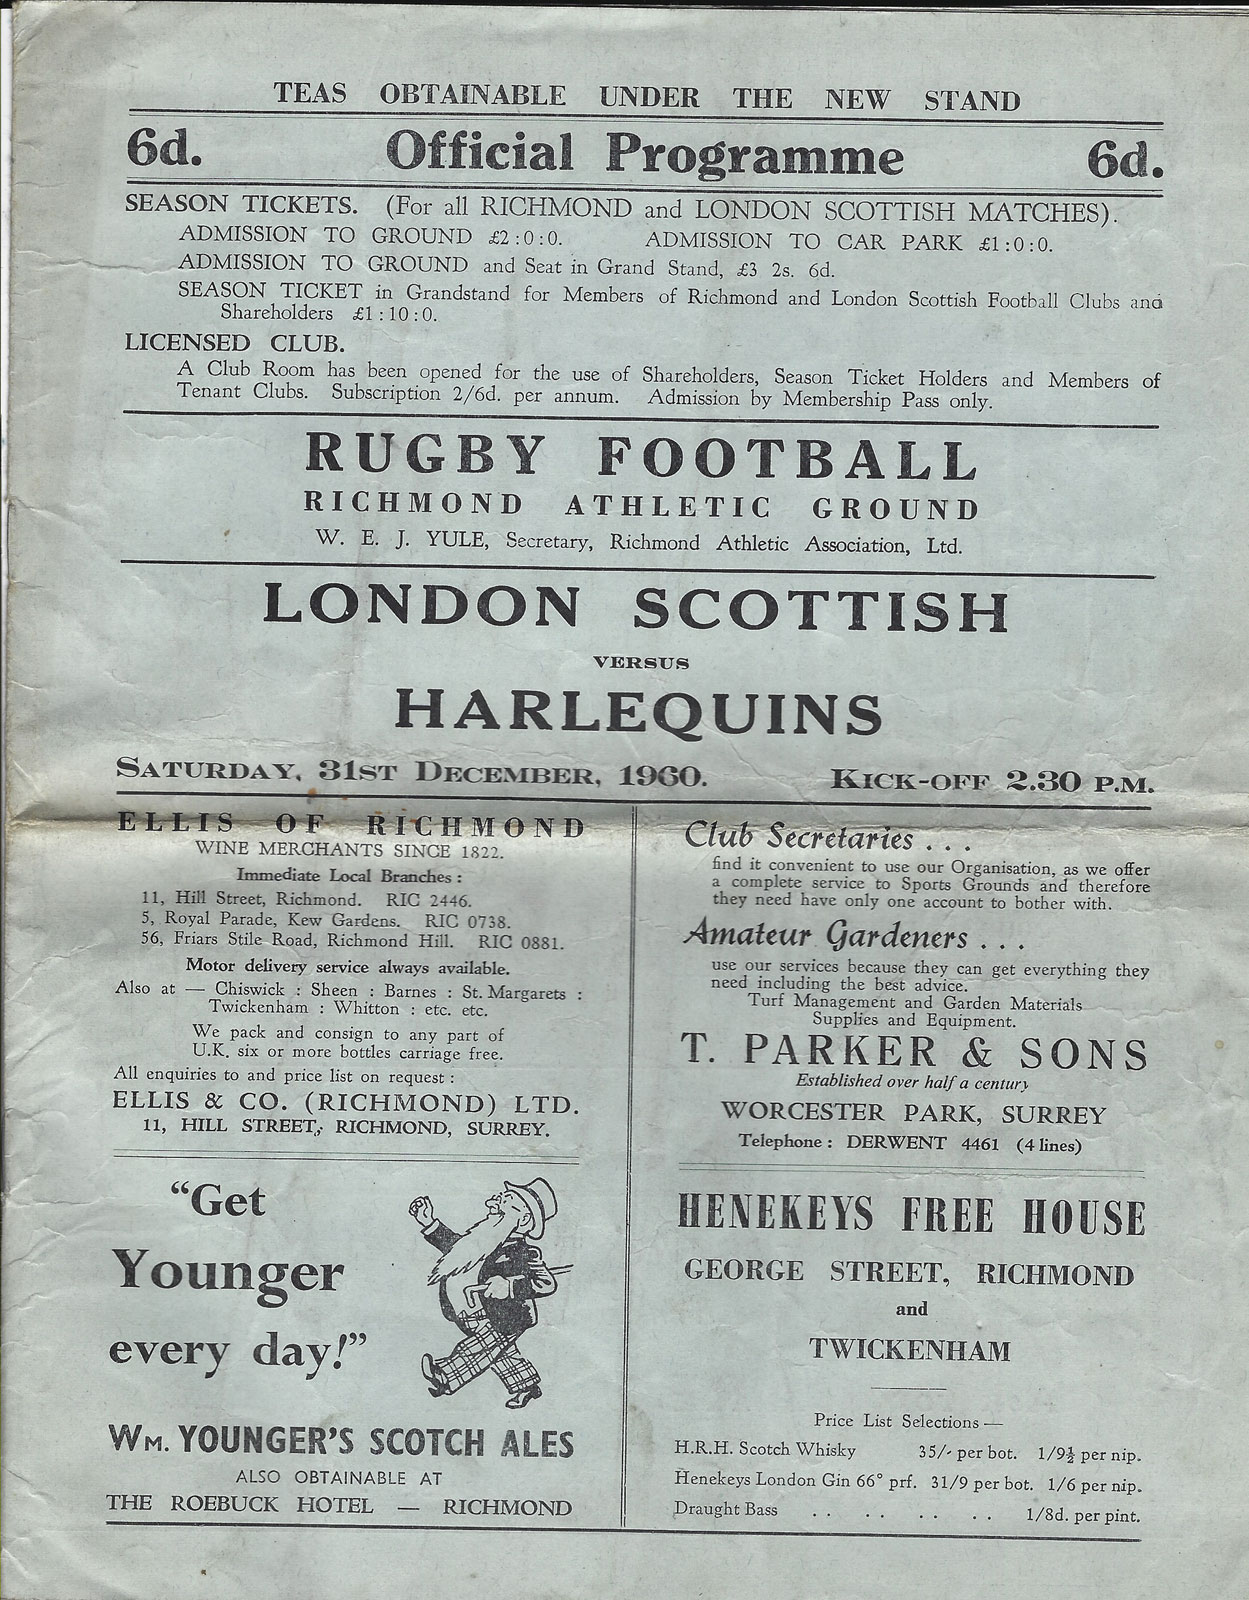 TEAS OBTAINABLE UNDER THE NEW STAND
6d. Official Programme 6d.
SEASON TICKETS. (For all RICHMOND and LONDON SCOTTISH MATCHES).
ADMISSION TO GROUND £2:0:0. ADMISSION TO CAR PARK £1:0:0.
ADMISSION TO GROUND and Seat in Grand Stand, £3 2s. 6d.
SEASON TICKET in Grandstand for Members of Richmond and London Scottish Football Clubs and
Shareholders £1:10:0.
LICENSED CLUB.
A Club Room has been opened for the use of Shareholders, Season Ticket Holders and Members of
Tenant Clubs. Subscription 2/6d. per annum. Admission by Membership Pass only.
RUGBY FOOTBALL
RICHMOND ATHLETIC GROUND
W. E. J. YULE, Secretary, Richmond Athletic Association, Ltd.
LONDON SCOTTISH
VERSUS
HARLEQUINS
SATURDAY, 31ST DECEMBER, 1960. KICK-OFF 2.30 P.M.
ELLIS OF RICHMOND
WINE MERCHANTS SINCE 1822.
Immediate Local Branches:
11, Hill Street, Richmond. RIC 2446.
5, Royal Parade, Kew Gardens. RIC 0738.
56, Friars Stile Road, Richmond Hill. RIC 0881.
Motor delivery service always available.
Also at — Chiswick : Sheen : Barnes : St. Margarets :
Twickenham : Whitton : etc. etc.
We pack and consign to any part of
U.K. six or more bottles carriage free.
All enquiries to and price list on request:
ELLIS & CO. (RICHMOND) LTD.
11, HILL STREET, RICHMOND, SURREY.
"Get
Younger
every day!"
WM. YOUNGER'S SCOTCH ALES
ALSO OBTAINABLE AT
THE ROEBUCK HOTEL — RICHMOND
Club Secretaries . . .
find it convenient to use our Organisation, as we offer
a complete service to Sports Grounds and therefore
they need have only one account to bother with.
Amateur Gardeners . . .
use our services because they can get everything they
need including the best advice.
Turf Management and Garden Materials
Supplies and Equipment.
T. PARKER & SONS
Established over half a century
WORCESTER PARK, SURREY
Telephone: DERWENT 4461 (4 lines)
HENEKEYS FREE HOUSE
GEORGE STREET, RICHMOND
and
TWICKENHAM
Price List Selections —
H.R.H. Scotch Whisky 35/- per bot. 1/9½ per nip.
Henekeys London Gin 66° prf. 31/9 per bot. 1/6 per nip.
Draught Bass . . . . . . . . 1/8d. per pint.